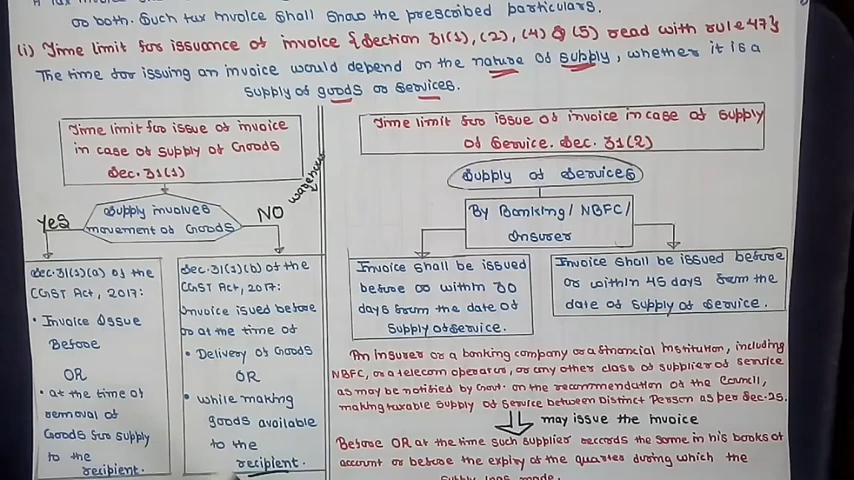 or both. Such tax invoice shall show the prescribed particulars.
(i) Time limit for issuance of invoice {Section 31(1), (2), (4) & (5) read with rule 47}
The time for issuing an invoice would depend on the nature of supply, whether it is a
supply of goods or services.
Time limit for issue of invoice
in case of supply of Goods
Sec. 31(1)
Supply involves
movement of Goods
Yes
NO
wagehouse
Sec.31(1)(a) of the
CGST Act, 2017:
• Invoice Issue
Before
OR
• at the time of
removal of
Goods for supply
to the
recipient.
Sec.31(1)(b) of the
CGST Act, 2017:
Invoice isued before
or at the time of
• Delivery of Goods
OR
• while making
goods available
to the
recipient.
Time limit for issue of invoice in case of supply
of Service. Sec. 31(2)
Supply of Services
By Banking/ NBFC/
Insurer
Invoice shall be issued
before or within 30
days from the date of
Supply of service.
Invoice shall be issued before
or within 45 days from the
date of supply of service.
An Insurer or a banking company or a financial Institution, including
NBFC, or a telecom operator, or any other class of supplier of service
as may be notified by Govt. on the recommendation of the Council,
making taxable supply of service between Distinct Person as per Sec-25.
may issue the invoice
Before OR at the time such supplier records the same in his books of
account or before the expiry of the quarter during which the
supply was made.